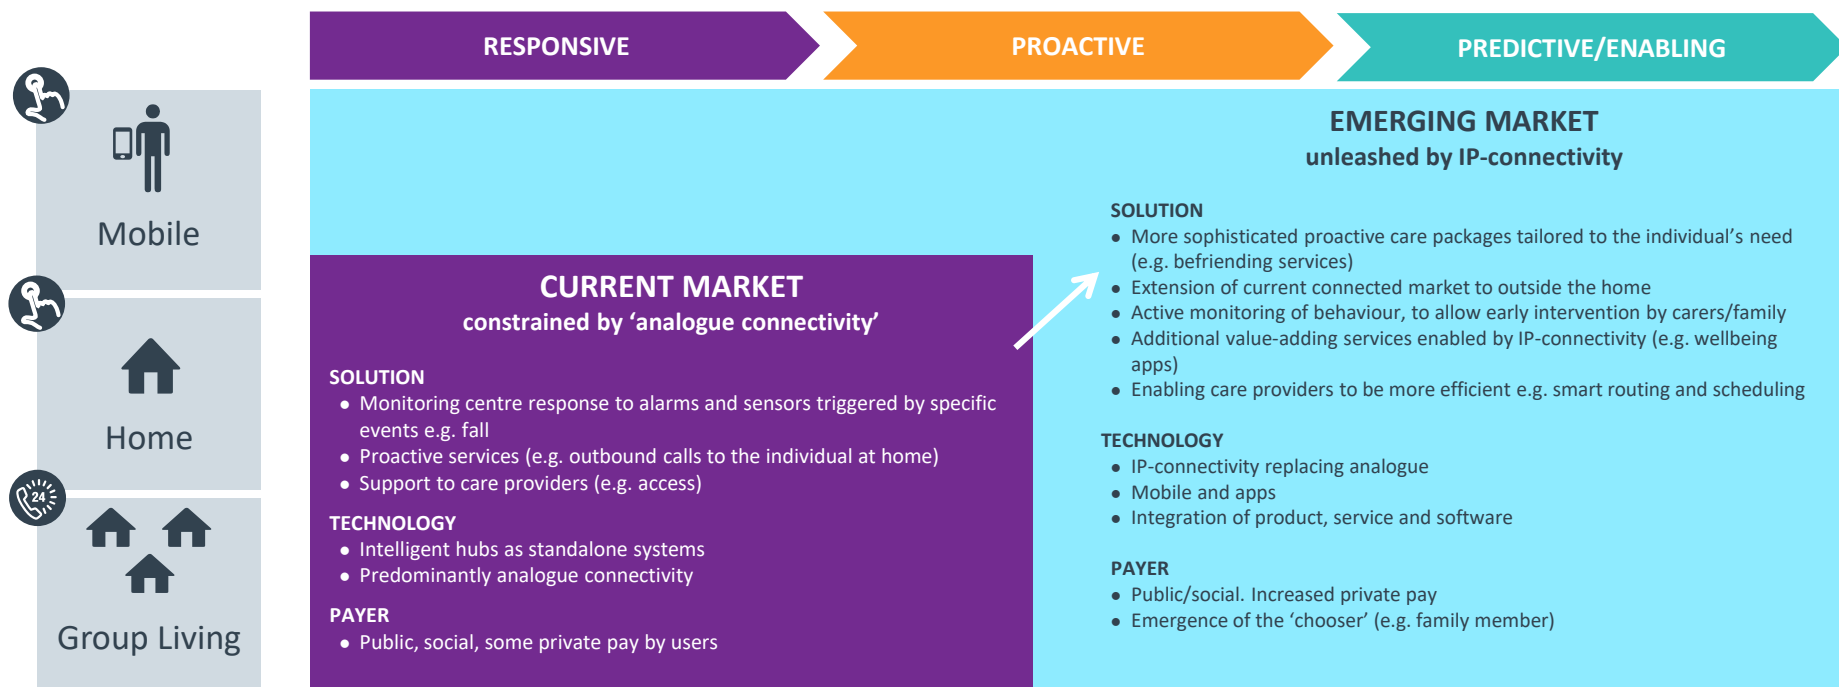 RESPONSIVE
PROACTIVE
PREDICTIVE/ENABLING
Mobile
Home
24
Group Living
CURRENT MARKET
constrained by ‘analogue connectivity’
SOLUTION
● Monitoring centre response to alarms and sensors triggered by specific
events e.g. fall
● Proactive services (e.g. outbound calls to the individual at home)
● Support to care providers (e.g. access)
TECHNOLOGY
● Intelligent hubs as standalone systems
● Predominantly analogue connectivity
PAYER
● Public, social, some private pay by users
EMERGING MARKET
unleashed by IP-connectivity
SOLUTION
● More sophisticated proactive care packages tailored to the individual’s need
(e.g. befriending services)
● Extension of current connected market to outside the home
● Active monitoring of behaviour, to allow early intervention by carers/family
● Additional value-adding services enabled by IP-connectivity (e.g. wellbeing
apps)
● Enabling care providers to be more efficient e.g. smart routing and scheduling
TECHNOLOGY
● IP-connectivity replacing analogue
● Mobile and apps
● Integration of product, service and software
PAYER
● Public/social. Increased private pay
● Emergence of the ‘chooser’ (e.g. family member)